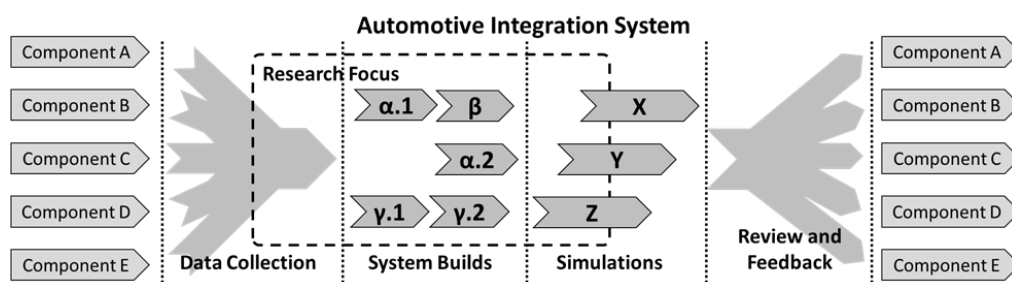 Automotive Integration System
Component A
Component B
Component C
Component D
Component E
Research Focus
α.1
β
α.2
γ.1
γ.2
X
Y
Z
Data Collection
System Builds
Simulations
Review and
Feedback
Component A
Component B
Component C
Component D
Component E